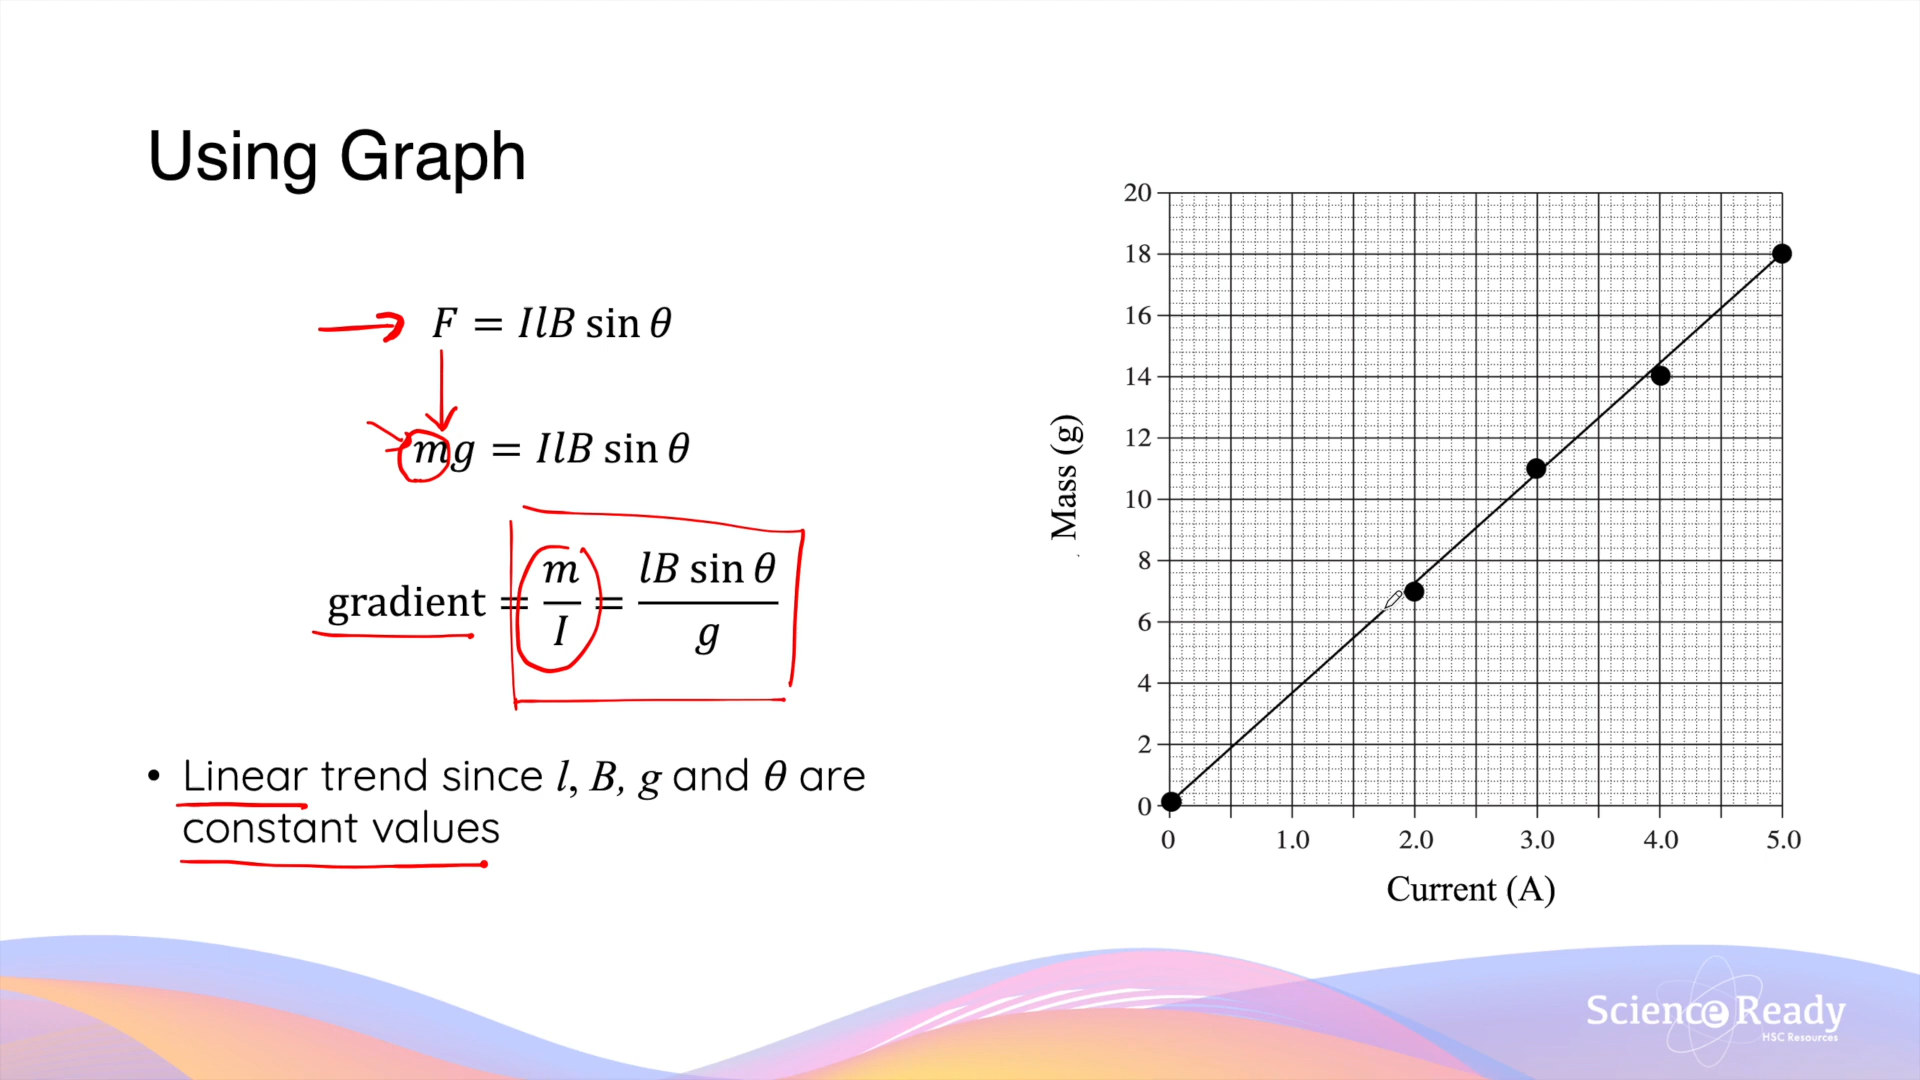 Using Graph
F = IlB sin θ
mg = IlB sin θ
gradient = m/I = lB sin θ/g
• Linear trend since l, B, g and θ are
constant values
Mass (g)
20
18
16
14
12
10
8
6
4
2
0
0 1.0 2.0 3.0 4.0 5.0
Current (A)
Science Ready
HSC Resources